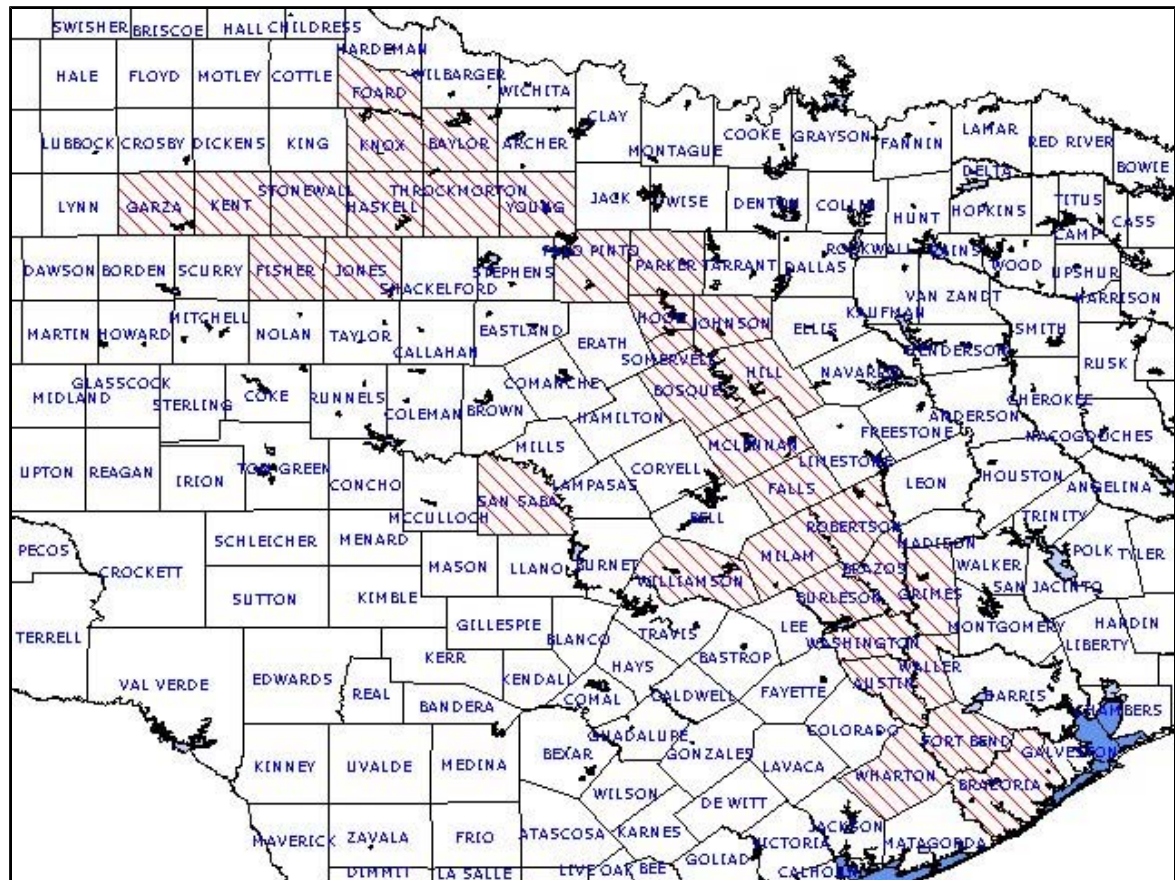 SWISHER BRISCOE HALL CHILDRESS
HARDEMAN
HALE FLOYD MOTLEY COTTLE WILBARGER
FOARD WICHITA
CLAY
LUBBOCK CROSBY DICKENS KING KNOX BAYLOR ARCHER
COOKE GRAYSON FANNIN LAMAR RED RIVER
MONTAGUE BOWIE
DELTA
LYNN GARZA KENT STONEWALL HASKELL THROCKMORTON YOUNG
JACK WISE DENTON COLLIN HUNT HOPKINS TITUS CASS
CAMP
DAWSON BORDEN SCURRY FISHER JONES SHACKELFORD STEPHENS PINTO
PARKER TARRANT DALLAS ROCKWALL RAINS WOOD UPSHUR
HARRISON
MARTIN HOWARD MITCHELL NOLAN TAYLOR CALLAHAN EASTLAND
ERATH HOOD JOHNSON ELLIS KAUFMAN VAN ZANDT SMITH
SOMERVELL HENDERSON RUSK
MIDLAND GLASSCOCK STERLING COKE RUNNELS COLEMAN BROWN COMANCHE
HAMILTON BOSQUE HILL NAVARRO ANDERSON CHEROKEE
NACOGDOCHES
UPTON REAGAN IRION TOM GREEN CONCHO MILLS
CORYELL MCLENNAN LIMESTONE FREESTONE
MCCULLOCH SAN SABA LAMPASAS FALLS LEON HOUSTON ANGELINA
BELL ROBERTSON TRINITY
PECOS CROCKETT SCHLEICHER MENARD MASON LLANO BURNET
WILLIAMSON MILAM BRAZOS MADISON WALKER POLK TYLER
SUTTON KIMBLE BURLESON GRIMES SAN JACINTO
TERRELL GILLESPIE BLANCO TRAVIS LEE WASHINGTON MONTGOMERY HARDIN
LIBERTY
VAL VERDE EDWARDS REAL KERR KENDALL HAYS BASTROP
BANDERA COMAL CALDWELL FAYETTE AUSTIN WALLER HARRIS CHAMBERS
KINNEY UVALDE MEDINA BEXAR GUADALUPE GONZALES LAVACA COLORADO FORT BEND GALVESTON
WILSON DE WITT WHARTON BRAZORIA
MAVERICK ZAVALA FRIO ATASCOSA KARNES JACKSON MATAGORDA
DIMMIT LA SALLE LIVE OAK BEE GOLIAD VICTORIA CALHOUN